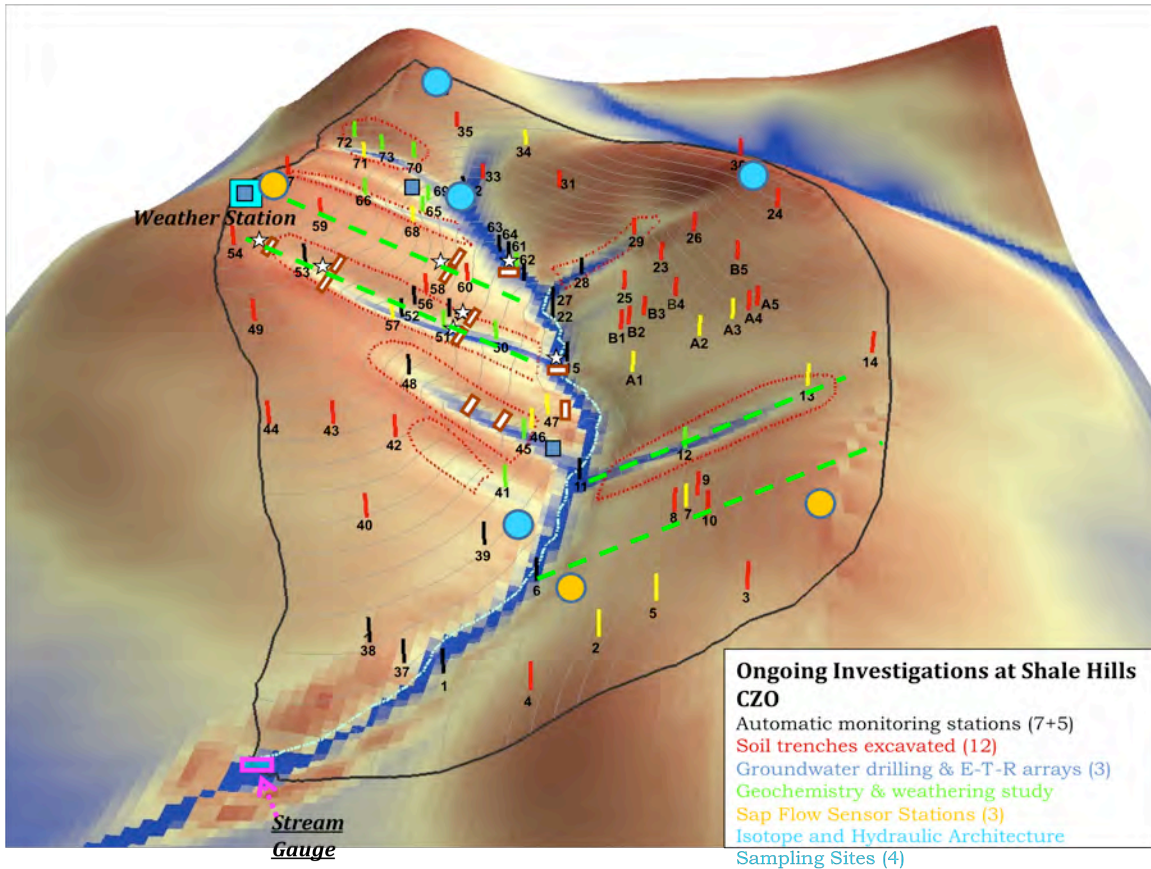 35
72
73
34
71
70
33
31
24
69
66
65
Weather Station
59
68
63
64
61
29
26
54
62
23
B5
53
28
58
60
25
56
27
B4
A5
49
52
22
B3
A4
57
B2
A3
51
50
B1
A2
14
15
48
A1
13
47
44
43
42
46
45
12
11
9
41
7
8
10
40
39
6
5
3
2
38
37
1
4
Stream
Gauge
Ongoing Investigations at Shale Hills
CZO
Automatic monitoring stations (7+5)
Soil trenches excavated (12)
Groundwater drilling & E-T-R arrays (3)
Geochemistry & weathering study
Sap Flow Sensor Stations (3)
Isotope and Hydraulic Architecture
Sampling Sites (4)